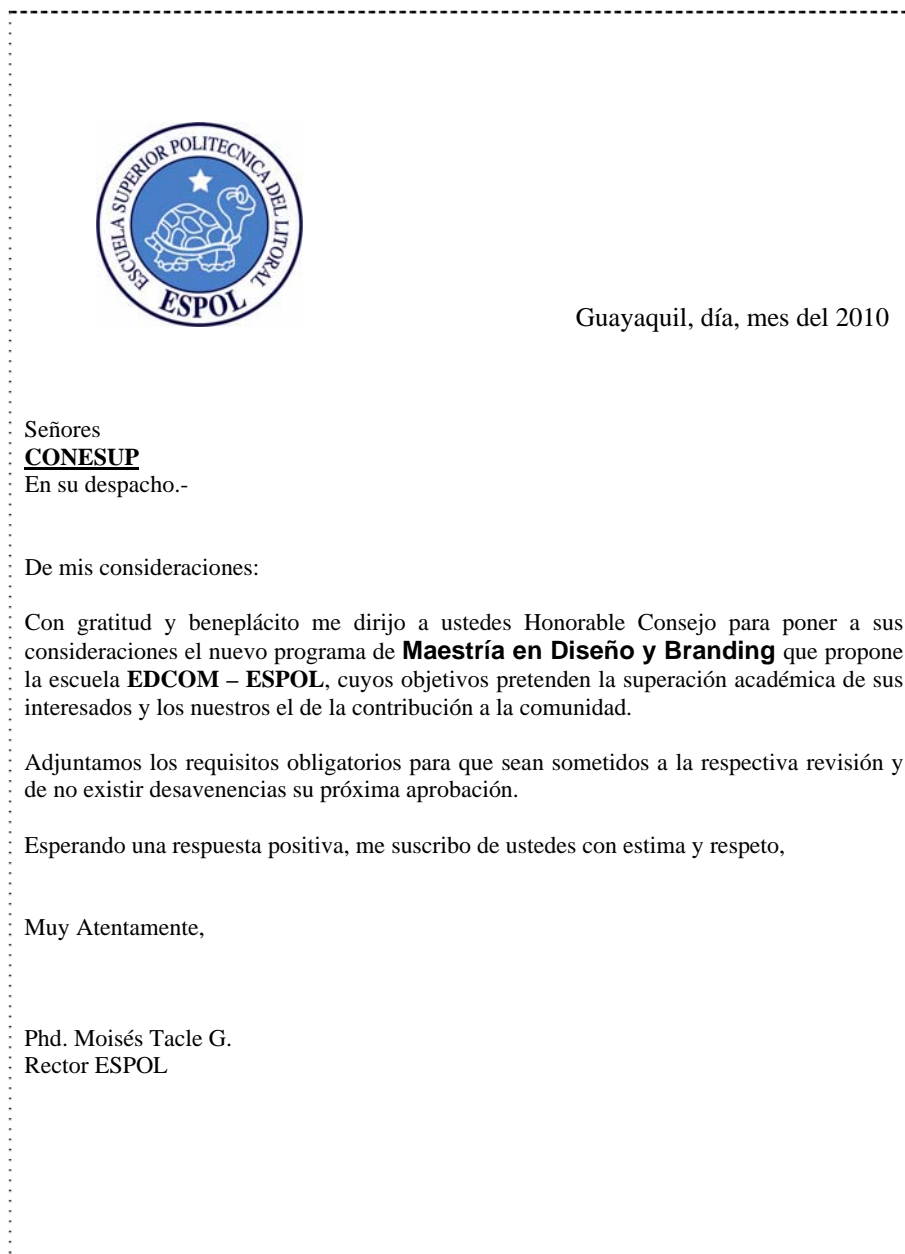 ESCUELA SUPERIOR POLITECNICA DEL LITORAL
ESPOL
Guayaquil, día, mes del 2010
Señores
CONESUP
En su despacho.-
De mis consideraciones:
Con gratitud y beneplácito me dirijo a ustedes Honorable Consejo para poner a sus
consideraciones el nuevo programa de Maestría en Diseño y Branding que propone
la escuela EDCOM – ESPOL, cuyos objetivos pretenden la superación académica de sus
interesados y los nuestros el de la contribución a la comunidad.
Adjuntamos los requisitos obligatorios para que sean sometidos a la respectiva revisión y
de no existir desavenencias su próxima aprobación.
Esperando una respuesta positiva, me suscribo de ustedes con estima y respeto,
Muy Atentamente,
Phd. Moisés Tacle G.
Rector ESPOL